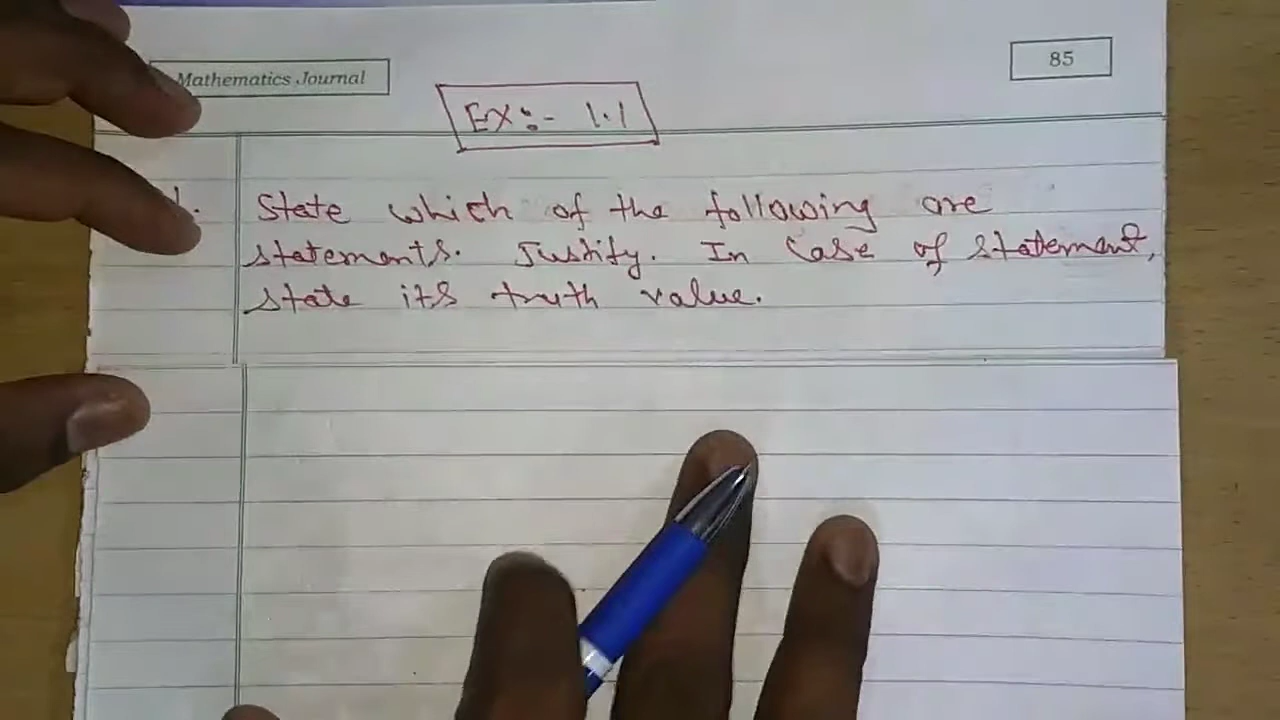 Mathematics Journal
85
EX:- 1.1
1. State which of the following are
statements. Justify. In Case of statement,
state its truth value.